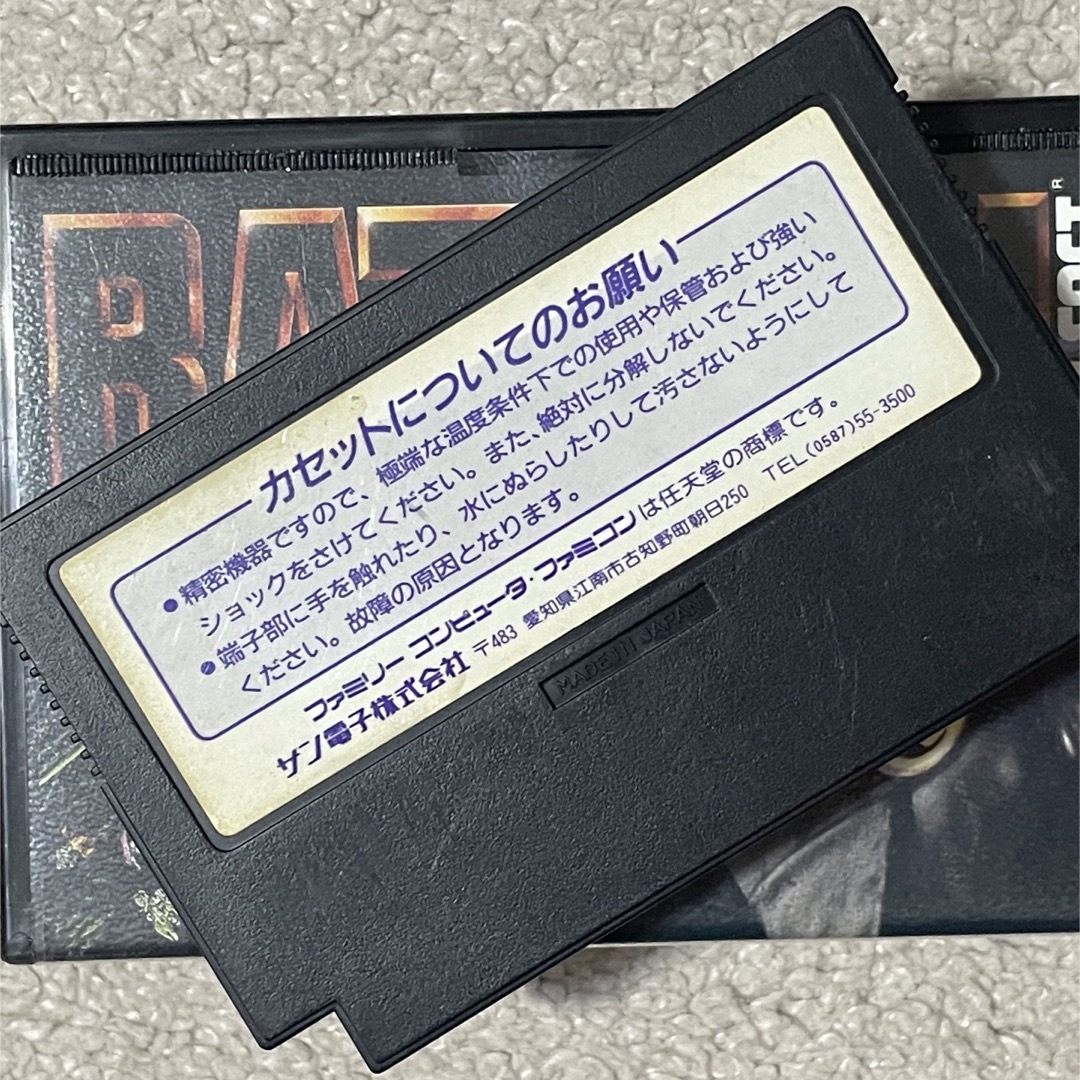 カセットについてのお願い
●精密機器ですので、極端な温度条件下での使用や保管および強い
ショックをさけてください。また、絶対に分解しないでください。
●端子部に手を触れたり、水にぬらしたりして汚さないようにして
ください。故障の原因となります。
ファミリーコンピュータ・ファミコンは任天堂の商標です。
サン電子株式会社 〒483 愛知県江南市古知野町朝日250 TEL(0587)55-3500
MADE IN JAPAN